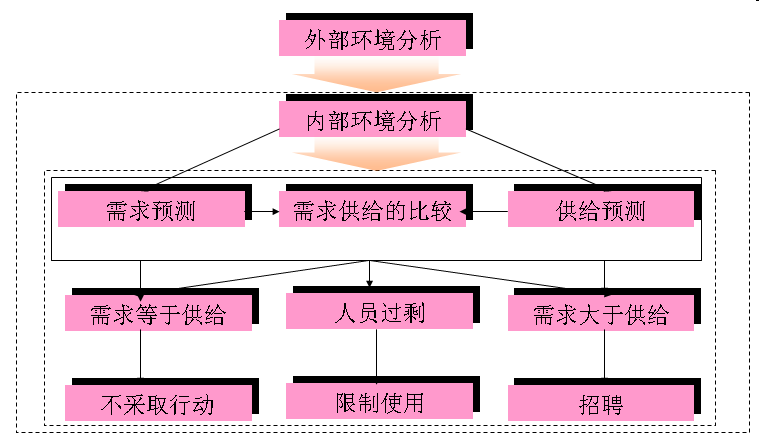 外部环境分析
内部环境分析
需求预测
需求供给的比较
供给预测
需求等于供给
人员过剩
需求大于供给
不采取行动
限制使用
招聘